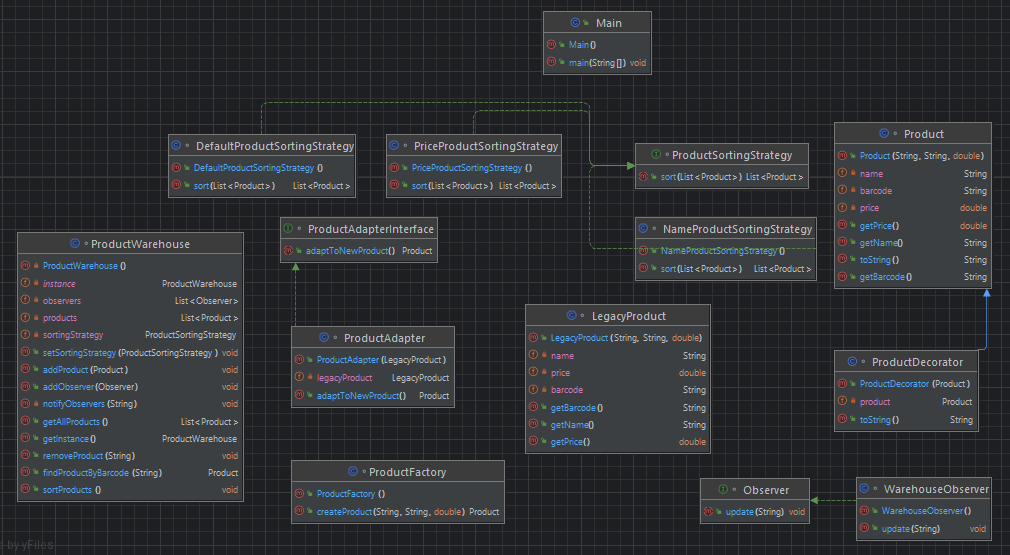 Main
Main()
main(String[]) void
DefaultProductSortingStrategy
DefaultProductSortingStrategy ()
sort(List<Product>) List<Product>
PriceProductSortingStrategy
PriceProductSortingStrategy ()
sort(List<Product>) List<Product>
ProductSortingStrategy
sort(List<Product>) List<Product>
Product
Product (String, String, double)
name String
barcode String
price double
getPrice() double
getName() String
toString() String
getBarcode() String
ProductAdapterInterface
adaptToNewProduct() Product
NameProductSortingStrategy
NameProductSortingStrategy ()
sort(List<Product>) List<Product>
ProductWarehouse
ProductWarehouse ()
instance ProductWarehouse
observers List<Observer>
products List<Product>
sortingStrategy ProductSortingStrategy
setSortingStrategy (ProductSortingStrategy ) void
addProduct (Product ) void
addObserver(Observer) void
notifyObservers (String) void
getAllProducts () List<Product>
getInstance() ProductWarehouse
removeProduct (String) void
findProductByBarcode (String) Product
sortProducts () void
ProductAdapter
ProductAdapter (LegacyProduct )
legacyProduct LegacyProduct
adaptToNewProduct() Product
LegacyProduct
LegacyProduct (String, String, double)
name String
price double
barcode String
getBarcode() String
getName() String
getPrice() double
ProductDecorator
ProductDecorator (Product )
product Product
toString() String
ProductFactory
ProductFactory ()
createProduct(String, String, double) Product
Observer
update(String) void
WarehouseObserver
WarehouseObserver()
update(String) void
by yFiles